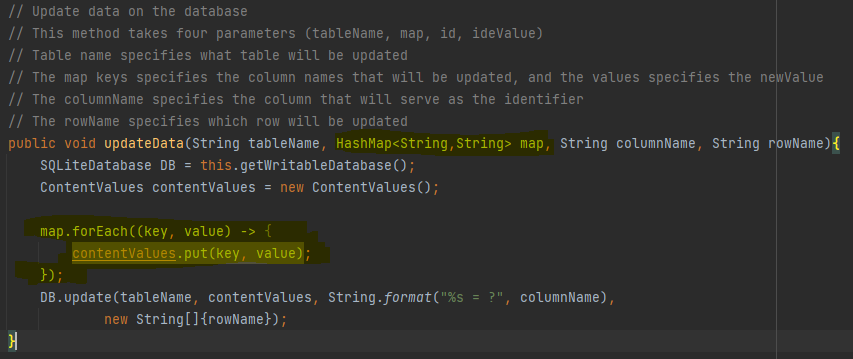 // Update data on the database
// This method takes four parameters (tableName, map, id, ideValue)
// Table name specifies what table will be updated
// The map keys specifies the column names that will be updated, and the values specifies the newValue
// The columnName specifies the column that will serve as the identifier
// The rowName specifies which row will be updated
public void updateData(String tableName, HashMap<String,String> map, String columnName, String rowName){
    SQLiteDatabase DB = this.getWritableDatabase();
    ContentValues contentValues = new ContentValues();
    map.forEach((key, value) -> {
        contentValues.put(key, value);
    });
    DB.update(tableName, contentValues, String.format("%s = ?", columnName),
            new String[]{rowName});
}